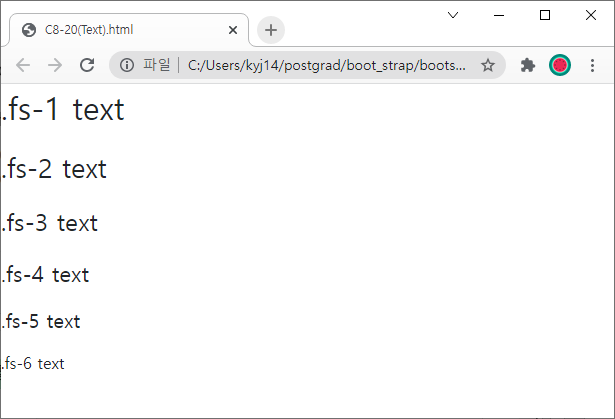 C8-20(Text).html
파일 C:/Users/kyj14/postgrad/boot_strap/boots...
.fs-1 text
.fs-2 text
.fs-3 text
.fs-4 text
.fs-5 text
.fs-6 text